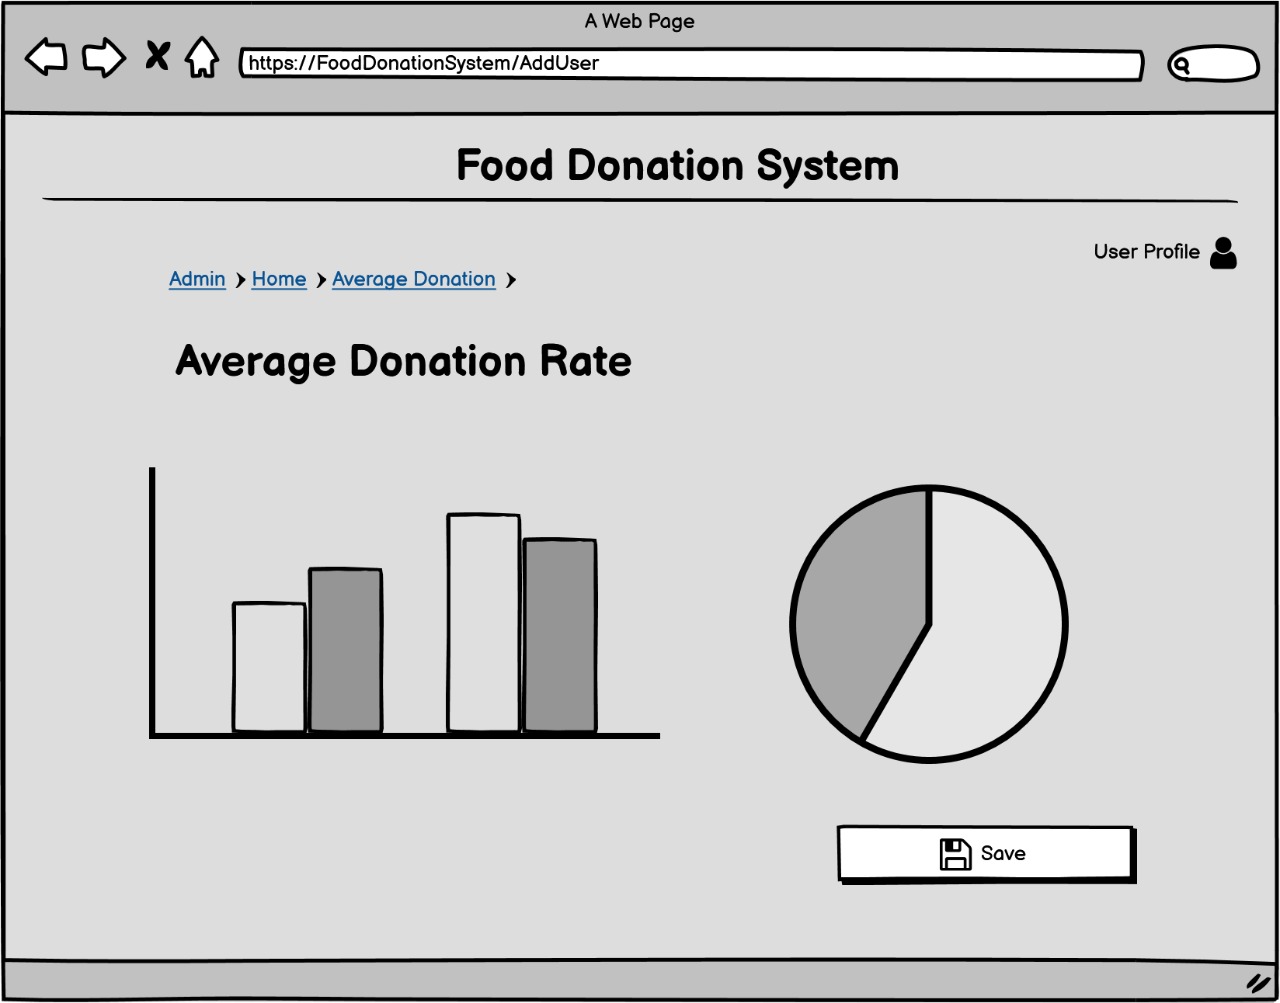 A Web Page
https://FoodDonationSystem/AddUser
Food Donation System
User Profile
Admin Home Average Donation
Average Donation Rate
Save